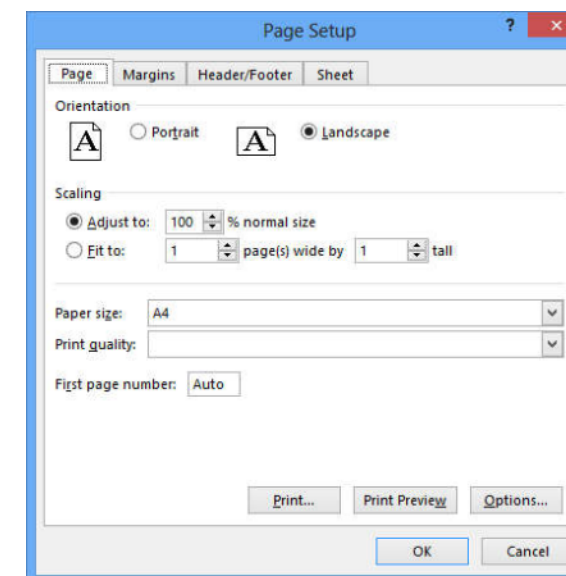 Page Setup ? ×
Page Margins Header/Footer Sheet
Orientation
A Portrait A Landscape
Scaling
Adjust to: 100 % normal size
Fit to: 1 page(s) wide by 1 tall
Paper size: A4
Print quality:
First page number: Auto
Print... Print Preview Options...
OK Cancel